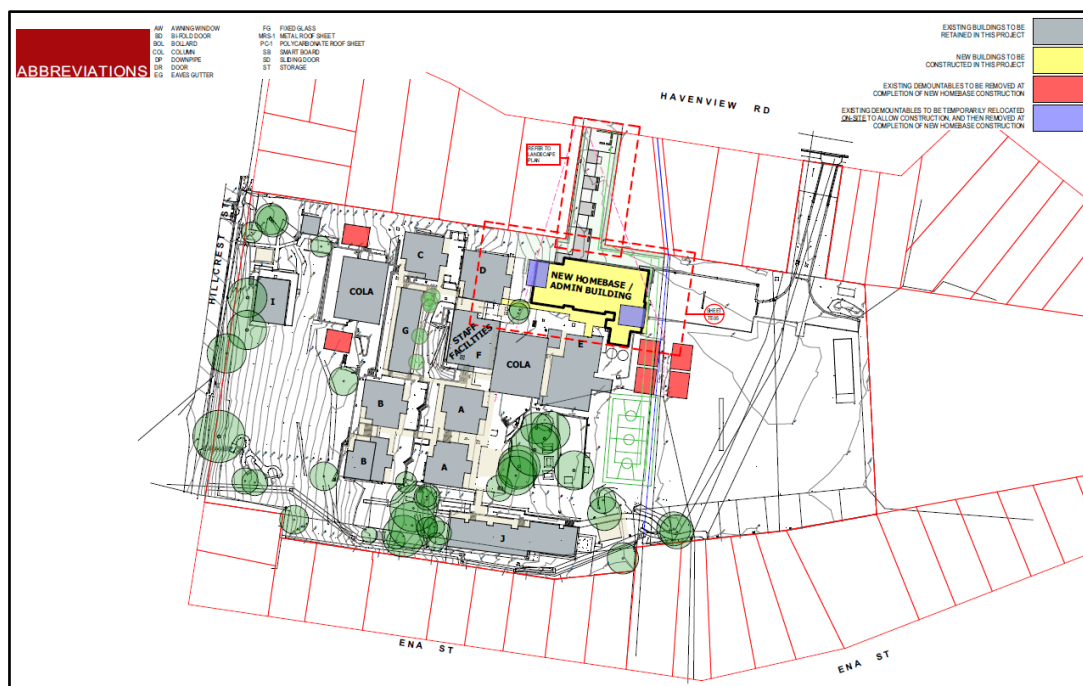 ABBREVIATIONS
AW AWNING WINDOW
BD BI-FOLD DOOR
BOL BOLLARD
COL COLUMN
DP DOWNPIPE
DR DOOR
EG EAVES GUTTER
FG FIXED GLASS
MRS-1 METAL ROOF SHEET
PC-1 POLYCARBONATE ROOF SHEET
SB SMART BOARD
SD SLIDING DOOR
ST STORAGE
EXISTING BUILDINGS TO BE
RETAINED IN THIS PROJECT
NEW BUILDINGS TO BE
CONSTRUCTED IN THIS PROJECT
EXISTING DEMOUNTABLES TO BE REMOVED AT
COMPLETION OF NEW HOMEBASE CONSTRUCTION
EXISTING DEMOUNTABLES TO BE TEMPORARILY RELOCATED
ON-SITE TO ALLOW CONSTRUCTION, AND THEN REMOVED AT
COMPLETION OF NEW HOMEBASE CONSTRUCTION
HAVENVIEW RD
REFER TO
LANDSCAPE
PLAN
HILLCREST ST
C
D
NEW HOMEBASE /
ADMIN BUILDING
I
COLA
SHEET
G
STAFF
FACILITIES
F
COLA
E
B
A
B
A
J
ENA ST
ENA ST